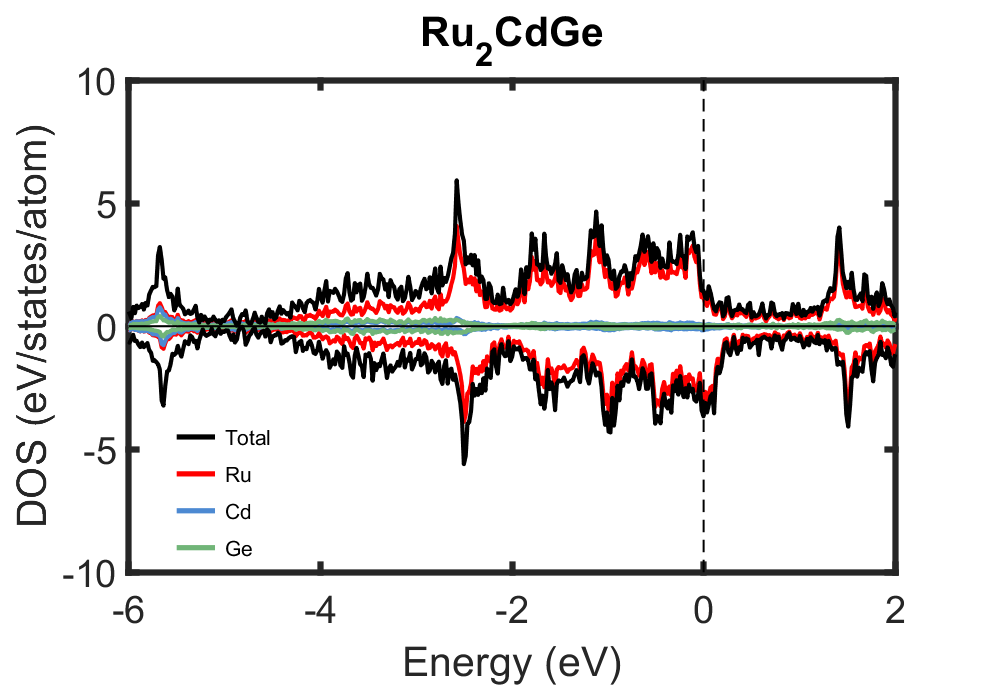 Ru2CdGe
10
5
0
-5
-10
DOS (eV/states/atom)
Total
Ru
Cd
Ge
-6
-4
-2
0
2
Energy (eV)